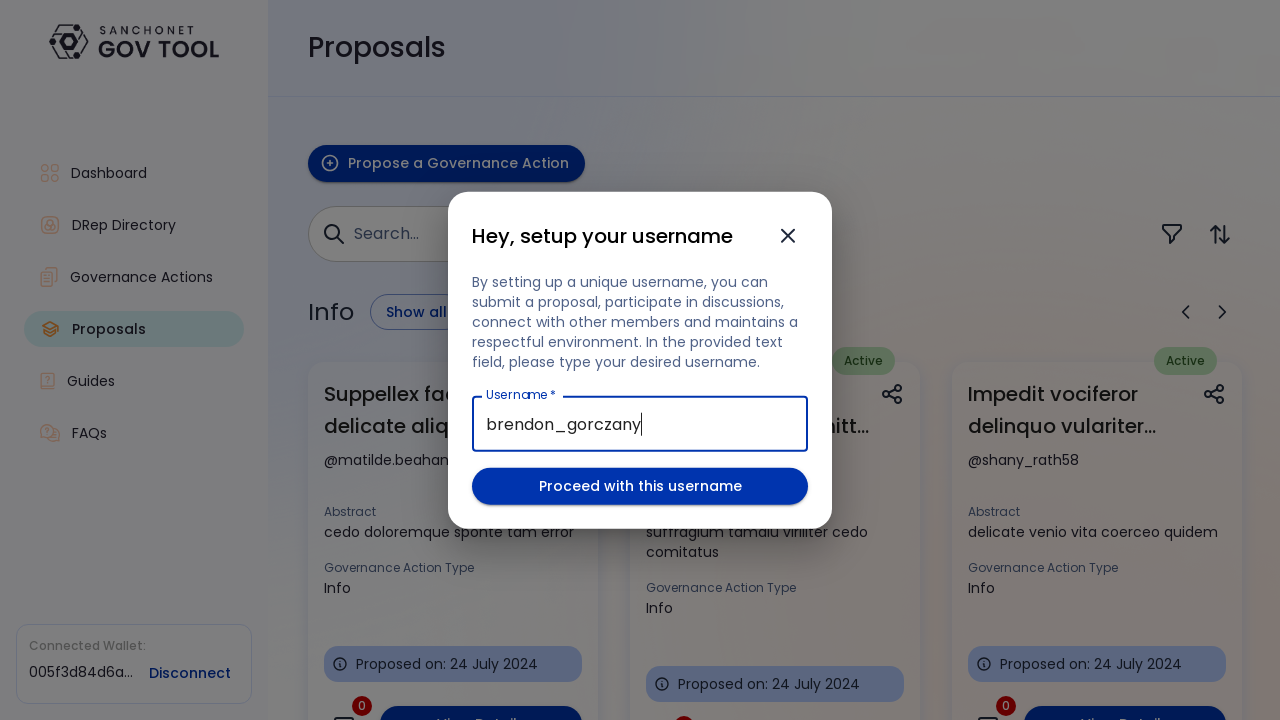 SANCHONET
GOV TOOL
Proposals
Dashboard
DRep Directory
Governance Actions
Proposals
Guides
FAQs
Connected Wallet:
005f3d84d6a...
Disconnect
Propose a Governance Action
Search...
Info
Show all
Hey, setup your username
By setting up a unique username, you can
submit a proposal, participate in discussions,
connect with other members and maintains a
respectful environment. In the provided text
field, please type your desired username.
Username *
brendon_gorczany
Proceed with this username
Suppellex
delicate
@matilde.beahan
Abstract
cedo doloremque sponte tam error
Governance Action Type
Info
Proposed on: 24 July 2024
0
Active
suffragium tamdiu viriliter cedo
comitatus
Governance Action Type
Info
Proposed on: 24 July 2024
Active
Impedit vociferor
delinquo vulariter...
@shany_rath58
Abstract
delicate venio vita coerceo quidem
Governance Action Type
Info
Proposed on: 24 July 2024
0